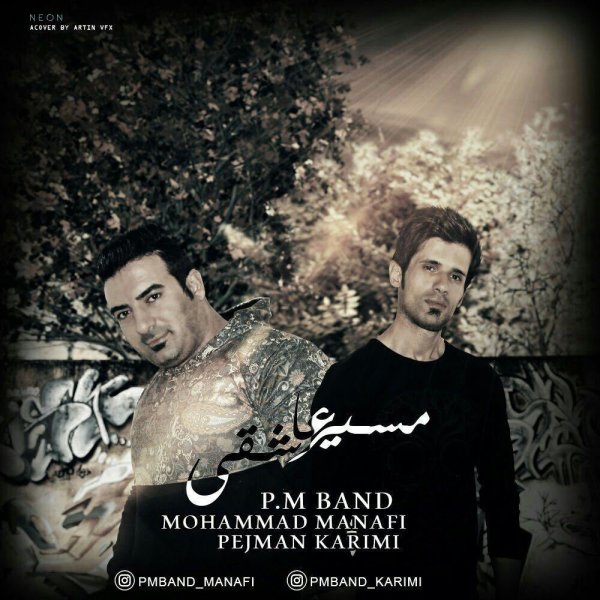 NEON
ACOVER BY ARTIN VFX
مسیر عاشقی
P.M BAND
MOHAMMAD MANAFI
PEJMAN KARIMI
PMBAND_MANAFI
PMBAND_KARIMI